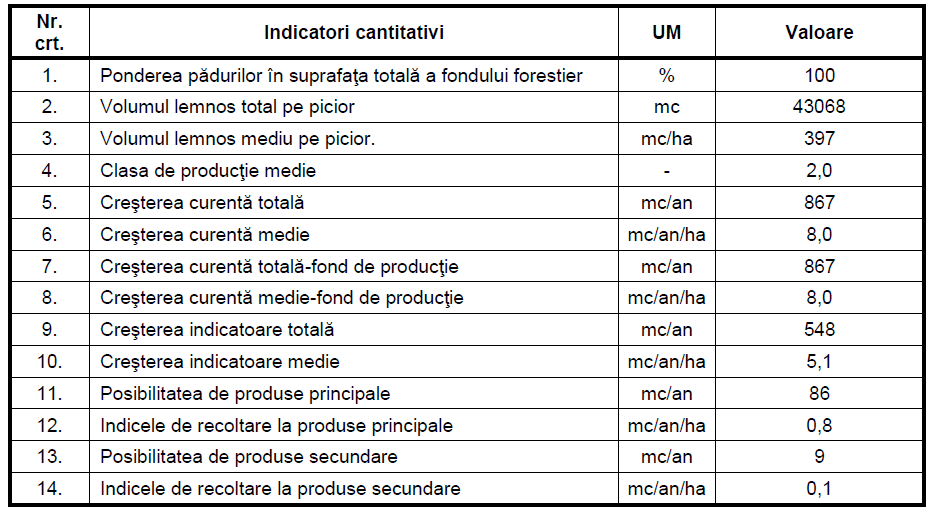 Nr. crt. Indicatori cantitativi UM Valoare
1. Ponderea pădurilor în suprafaţa totală a fondului forestier % 100
2. Volumul lemnos total pe picior mc 43068
3. Volumul lemnos mediu pe picior. mc/ha 397
4. Clasa de producţie medie - 2,0
5. Creşterea curentă totală mc/an 867
6. Creşterea curentă medie mc/an/ha 8,0
7. Creşterea curentă totală-fond de producţie mc/an 867
8. Creşterea curentă medie-fond de producţie mc/an/ha 8,0
9. Creşterea indicatoare totală mc/an 548
10. Creşterea indicatoare medie mc/an/ha 5,1
11. Posibilitatea de produse principale mc/an 86
12. Indicele de recoltare la produse principale mc/an/ha 0,8
13. Posibilitatea de produse secundare mc/an 9
14. Indicele de recoltare la produse secundare mc/an/ha 0,1